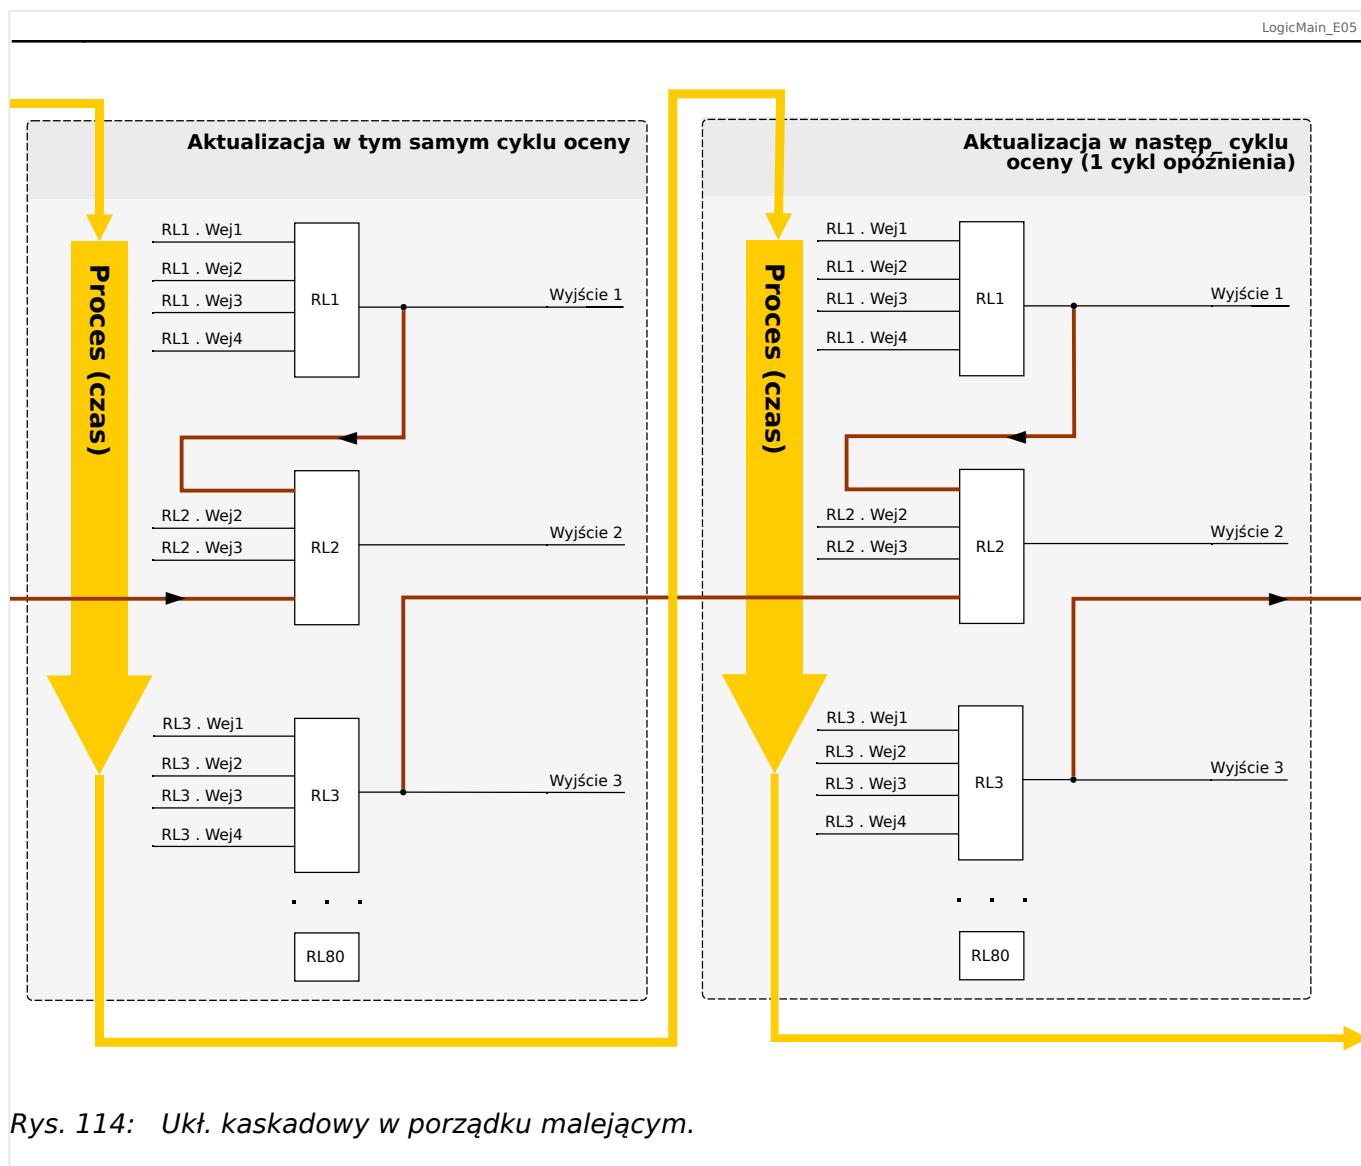 LogicMain_E05
Aktualizacja w tym samym cyklu oceny
Proces (czas)
RL1 . Wej1
RL1 . Wej2
RL1 . Wej3
RL1 . Wej4
RL1
Wyjście 1
RL2 . Wej2
RL2 . Wej3
RL2
Wyjście 2
RL3 . Wej1
RL3 . Wej2
RL3 . Wej3
RL3 . Wej4
RL3
Wyjście 3
. . .
RL80
Aktualizacja w następ_ cyklu
oceny (1 cykl opóźnienia)
Proces (czas)
RL1 . Wej1
RL1 . Wej2
RL1 . Wej3
RL1 . Wej4
RL1
Wyjście 1
RL2 . Wej2
RL2 . Wej3
RL2
Wyjście 2
RL3 . Wej1
RL3 . Wej2
RL3 . Wej3
RL3 . Wej4
RL3
Wyjście 3
. . .
RL80
Rys. 114: Ukł. kaskadowy w porządku malejącym.